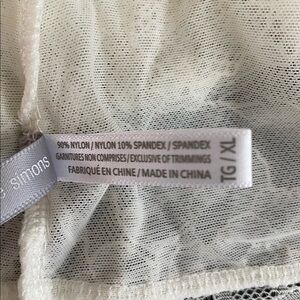 90% NYLON / NYLON 10% SPANDEX / SPANDEX
GARNITURES NON COMPRISES / EXCLUSIVE OF TRIMMINGS
FABRIQUÉ EN CHINE / MADE IN CHINA
TG / XL
simons